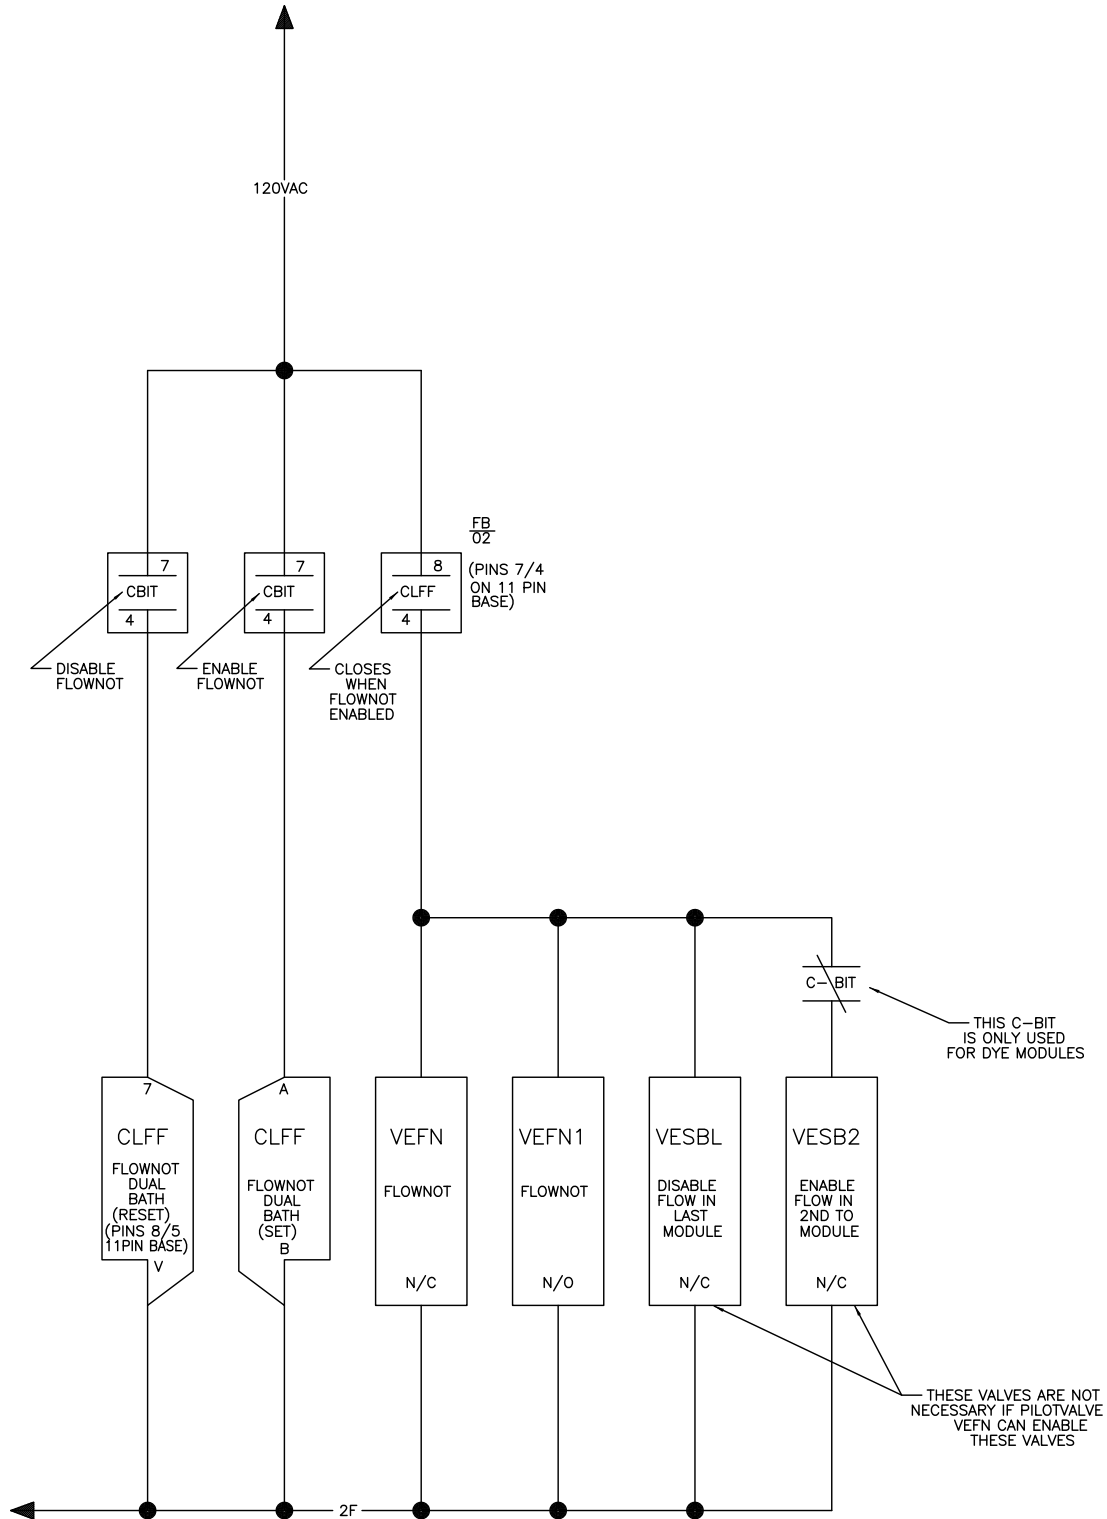 120VAC
FB
02
7
CBIT
4
7
CBIT
4
8
CLFF
4
(PINS 7/4
ON 11 PIN
BASE)
DISABLE
FLOWNOT
ENABLE
FLOWNOT
CLOSES
WHEN
FLOWNOT
ENABLED
C-BIT
THIS C-BIT
IS ONLY USED
FOR DYE MODULES
7
CLFF
FLOWNOT
DUAL
BATH
(RESET)
(PINS 8/5
11PIN BASE)
V
A
CLFF
FLOWNOT
DUAL
BATH
(SET)
B
VEFN
FLOWNOT
N/C
VEFN1
FLOWNOT
N/O
VESBL
DISABLE
FLOW IN
LAST
MODULE
N/C
VESB2
ENABLE
FLOW IN
2ND TO
MODULE
N/C
THESE VALVES ARE NOT
NECESSARY IF PILOTVALVE
VEFN CAN ENABLE
THESE VALVES
2F